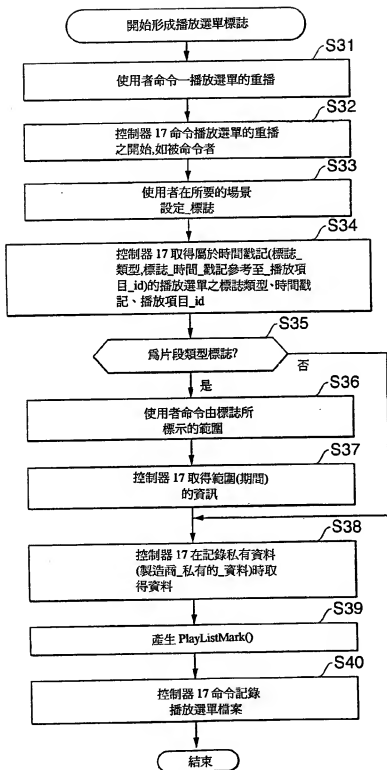 開始形成播放選單標誌
S31
使用者命令一播放選單的重播
S32
控制器 17 命令播放選單的重播
之開始,如被命令者
S33
使用者在所要的場景
設定_標誌
S34
控制器 17 取得屬於時間戳記(標誌_
類型,標誌_時間_戳記參考至_播放項
目_id)的播放選單之標誌類型、時間戳
記、播放項目_id
S35
爲片段類型標誌?
否
是
S36
使用者命令由標誌所
標示的範圍
S37
控制器 17 取得範圍(期間)
的資訊
S38
控制器 17 在記錄私有資料
(製造商_私有的_資料)時取
得資料
S39
產生 PlayListMark()
S40
控制器 17 命令記錄
播放選單檔案
結束